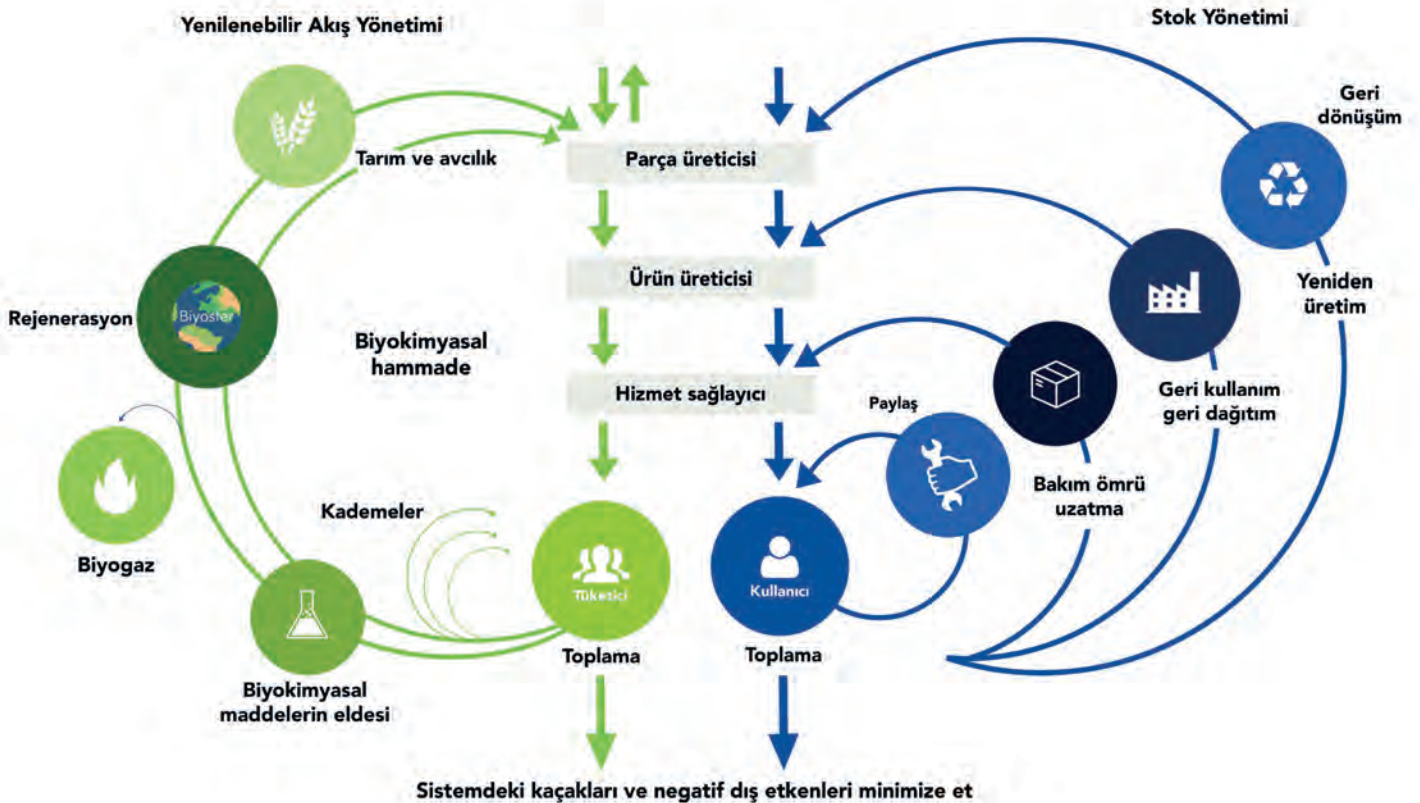 Yenilenebilir Akış Yönetimi
Stok Yönetimi
Geri
dönüşüm
Tarım ve avcılık
Parça üreticisi
Ürün üreticisi
Yeniden
üretim
Rejenerasyon
Biyosfer
Biyokimyasal
hammade
Hizmet sağlayıcı
Paylaş
Geri kullanım
geri dağıtım
Bakım ömrü
uzatma
Kademeler
Biyogaz
Tüketici
Kullanıcı
Toplama
Toplama
Biyokimyasal
maddelerin eldesi
Sistemdeki kaçakları ve negatif dış etkenleri minimize et